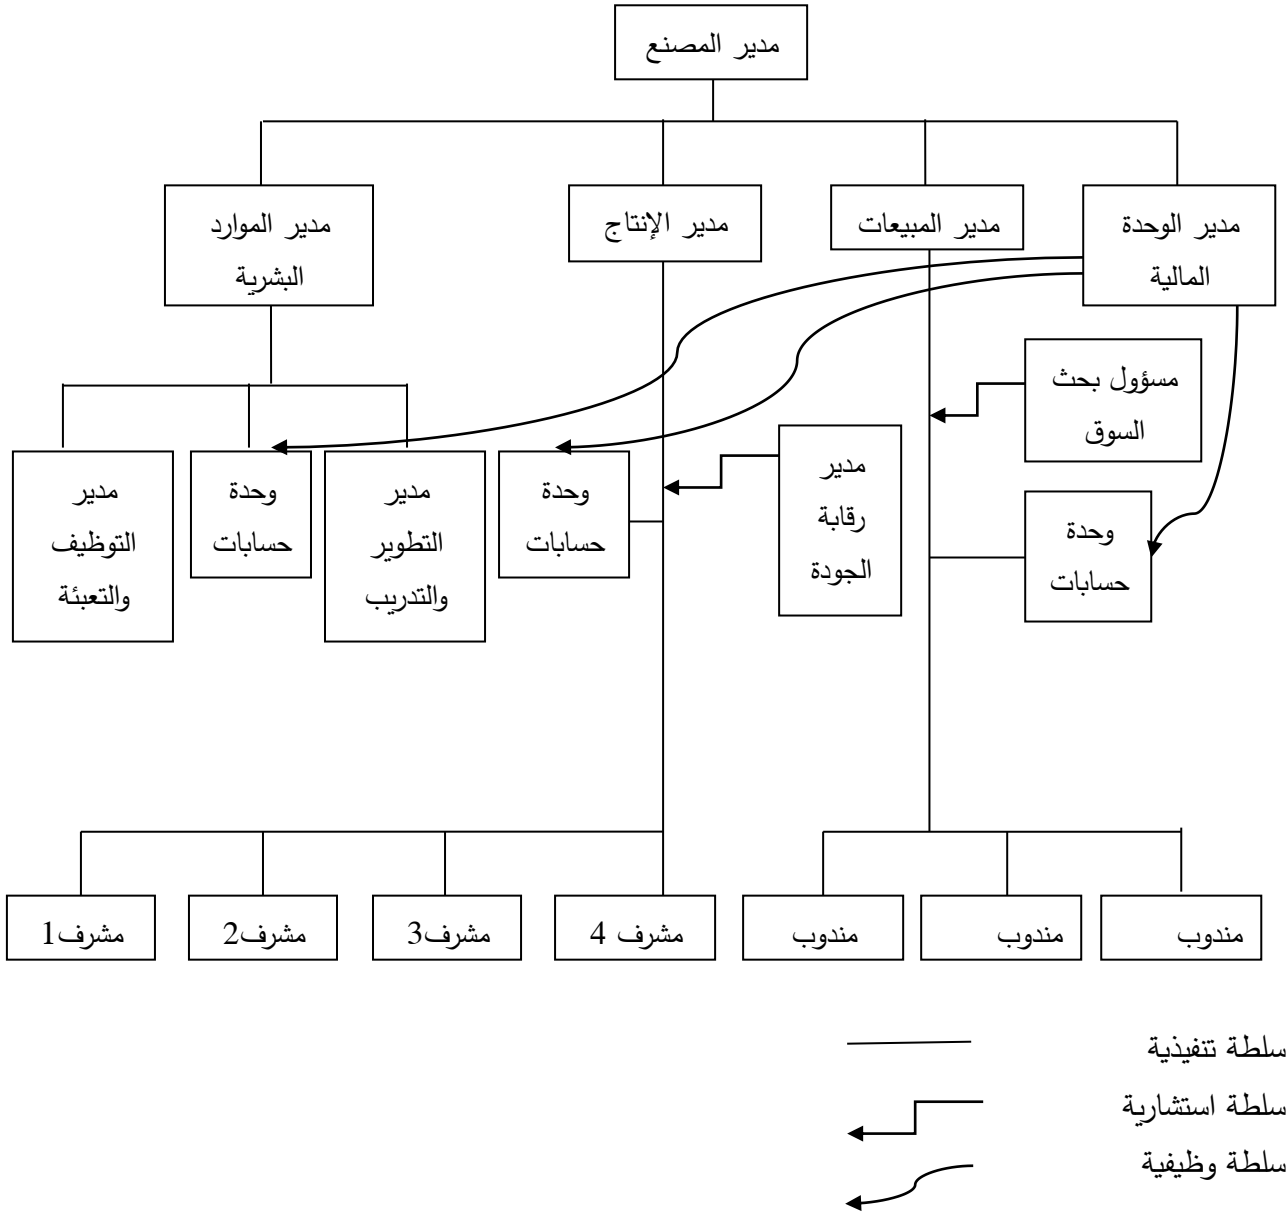 مدير المصنع
مدير الوحدة
المالية
مدير المبيعات
مدير الإنتاج
مدير الموارد
البشرية
مسؤول بحث
السوق
وحدة
حسابات
مدير
رقابة
الجودة
وحدة
حسابات
مدير
التطوير
والتدريب
وحدة
حسابات
مدير
التوظيف
والتعبئة
مندوب
مندوب
مندوب
مشرف 4
مشرف3
مشرف2
مشرف1
سلطة تنفيذية
سلطة استشارية
سلطة وظيفية